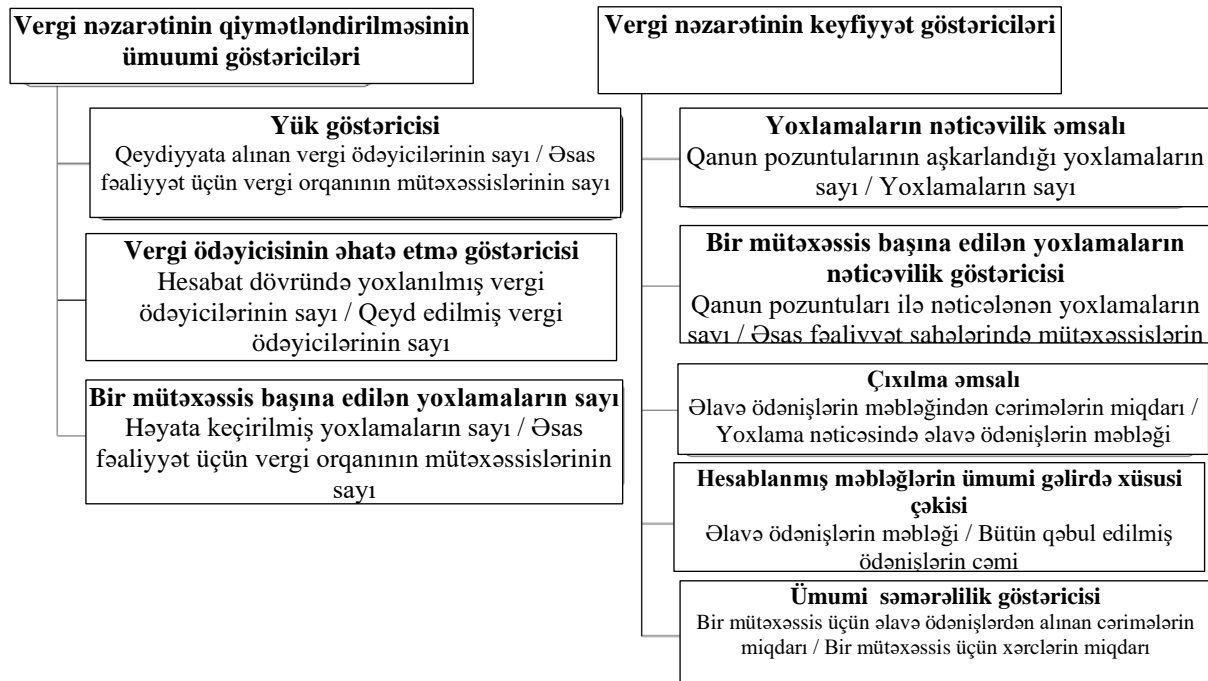 Vergi nəzarətinin qiymətləndirilməsinin
ümuumi göstəriciləri
Yük göstəricisi
Qeydiyyata alınan vergi ödəyicilərinin sayı / Əsas
fəaliyyət üçün vergi orqanının mütəxəssislərinin sayı
Vergi ödəyicisinin əhatə etmə göstəricisi
Hesabat dövründə yoxlanılmış vergi
ödəyicilərinin sayı / Qeyd edilmiş vergi
ödəyicilərinin sayı
Bir mütəxəssis başına edilən yoxlamaların sayı
Həyata keçirilmiş yoxlamaların sayı / Əsas
fəaliyyət üçün vergi orqanının mütəxəssislərinin
sayı
Vergi nəzarətinin keyfiyyət göstəriciləri
Yoxlamaların nəticəvilik əmsalı
Qanun pozuntularının aşkarlandığı yoxlamaların
sayı / Yoxlamaların sayı
Bir mütəxəssis başına edilən yoxlamaların
nəticəvilik göstəricisi
Qanun pozuntuları ilə nəticələnən yoxlamaların
sayı / Əsas fəaliyyət sahələrində mütəxəssislərin
Çıxılma əmsalı
Əlavə ödənişlərin məbləğindən cərimələrin miqdarı /
Yoxlama nəticəsində əlavə ödənişlərin məbləği
Hesablanmış məbləğlərin ümumi gəlirdə xüsusi
çəkisi
Əlavə ödənişlərin məbləği / Bütün qəbul edilmiş
ödənişlərin cəmi
Ümumi səmərəlilik göstəricisi
Bir mütəxəssis üçün əlavə ödənişlərdən alınan cərimələrin
miqdarı / Bir mütəxəssis üçün xərclərin miqdarı